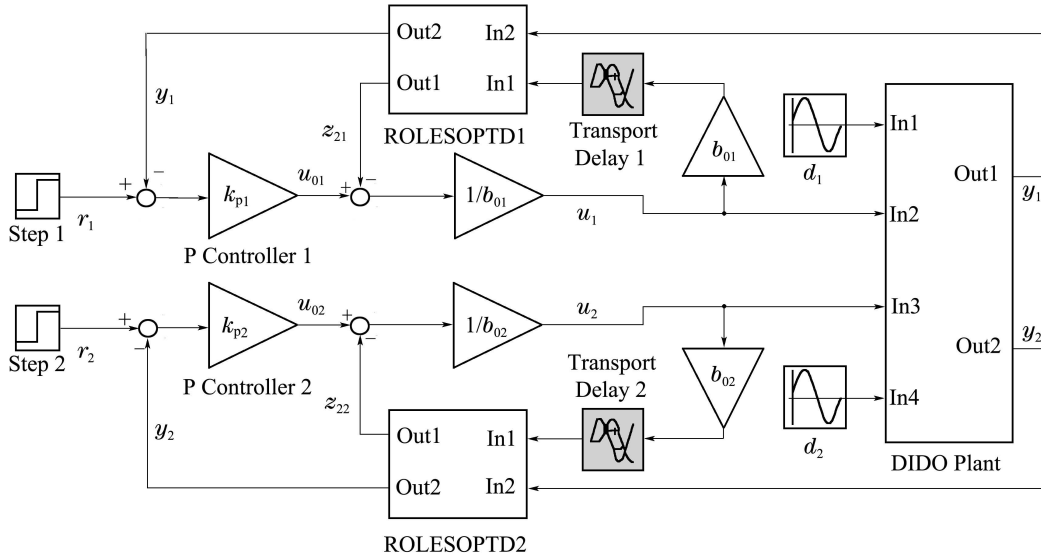 Out2
In2
Out1
In1
ROLESOPTD1
Transport
Delay 1
y₁
z₂₁
b₀₁
d₁
In1
Out1
y₁
Step 1
r₁
+
−
k_p1
P Controller 1
u₀₁
+
−
1/b₀₁
u₁
In2
Step 2
r₂
+
−
k_p2
P Controller 2
u₀₂
+
−
1/b₀₂
u₂
In3
Out2
y₂
Transport
Delay 2
b₀₂
d₂
In4
DIDO Plant
y₂
z₂₂
Out1
In1
Out2
In2
ROLESOPTD2